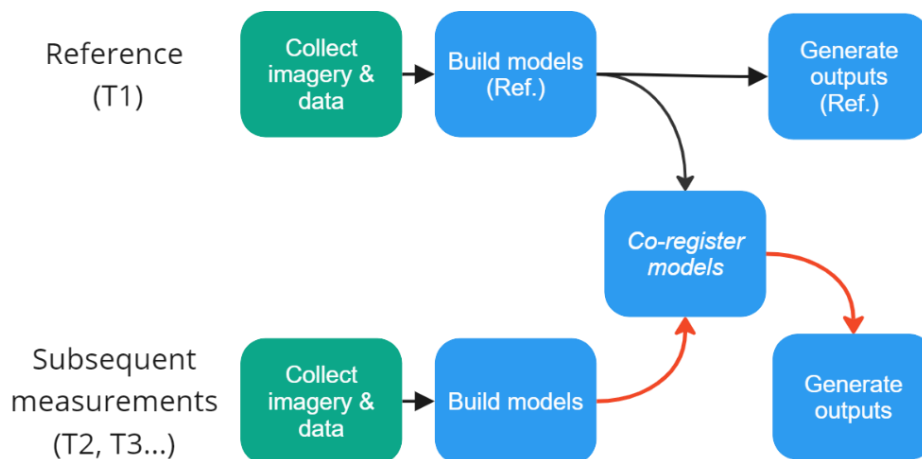 Reference
(T1)
Collect
imagery &
data
Build models
(Ref.)
Generate
outputs
(Ref.)
Co-register
models
Subsequent
measurements
(T2, T3...)
Collect
imagery &
data
Build models
Generate
outputs